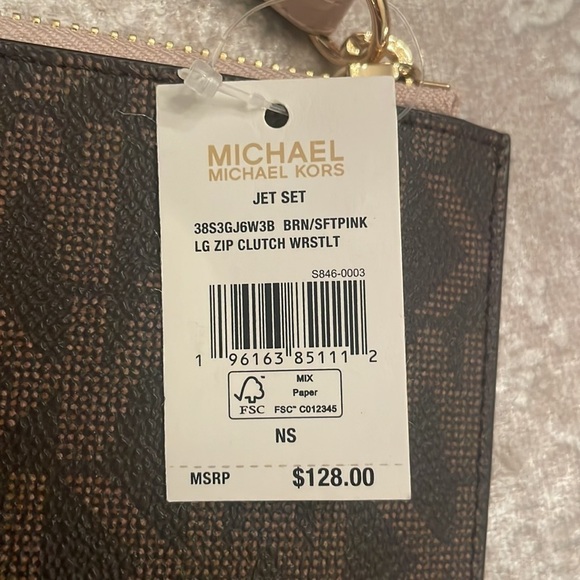 MICHAEL
MICHAEL KORS
JET SET
38S3GJ6W3B BRN/SFTPINK
LG ZIP CLUTCH WRSTLT
S846-0003
1 96163 85111 2
FSC
MIX
Paper
FSC™ C012345
NS
MSRP $128.00